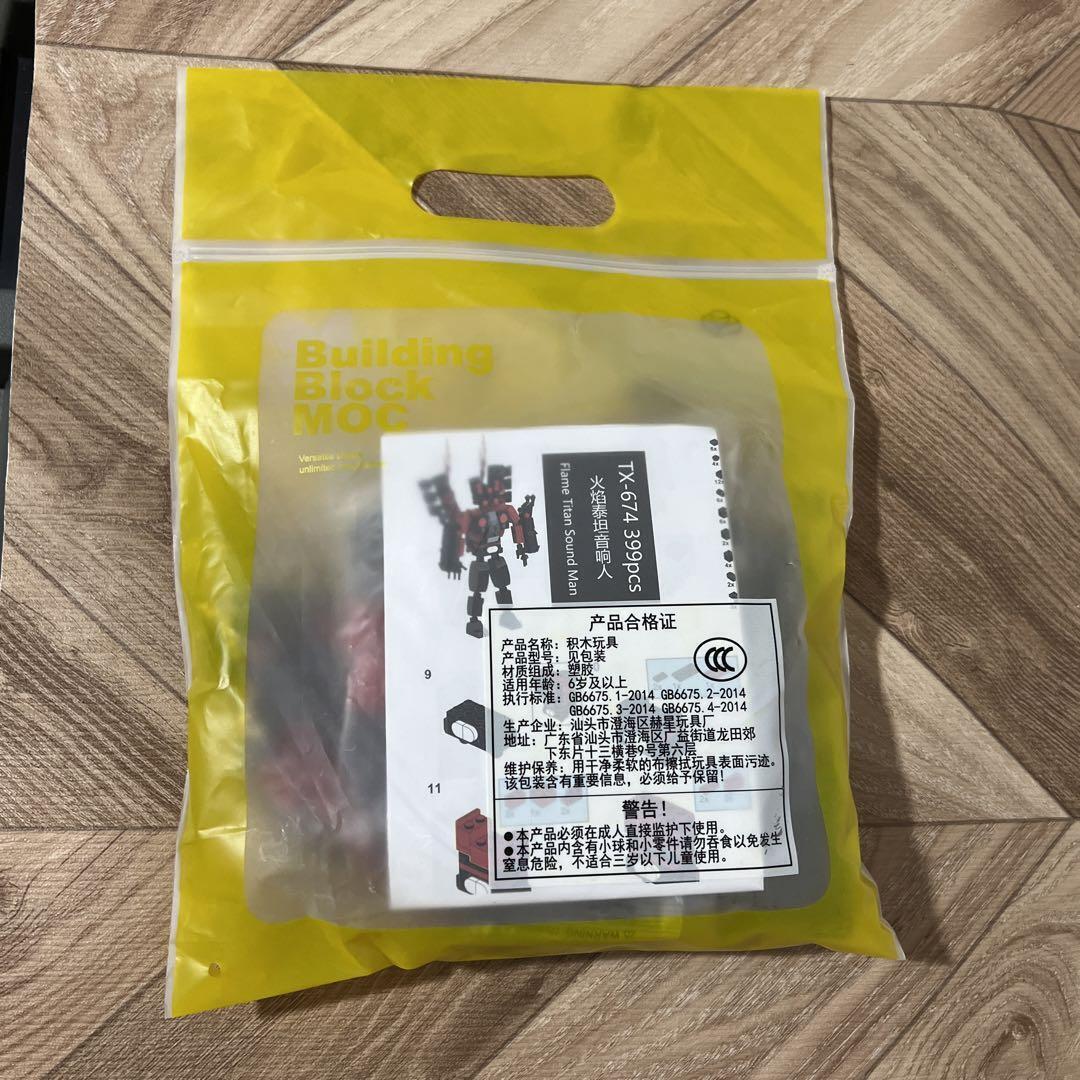 Building
Block
MOC
unlimited
TX-674 399pcs
火焰泰坦音响人
Flame Titan Sound Man
9
11
产品合格证
产品名称：积木玩具
产品型号：见包装
材质组成：塑胶
适用年龄：6岁及以上
执行标准：GB6675.1-2014 GB6675.2-2014
GB6675.3-2014 GB6675.4-2014
生产企业：汕头市澄海区赫星玩具厂
地址：广东省汕头市澄海区广益街道龙田郊
下东片十三横巷9号第六层
维护保养：用干净柔软的布擦拭玩具表面污迹。
该包装含有重要信息，必须给予保留！
警告！
●本产品必须在成人直接监护下使用。
●本产品内含有小球和小零件请勿吞食以免发生
窒息危险，不适合三岁以下儿童使用。